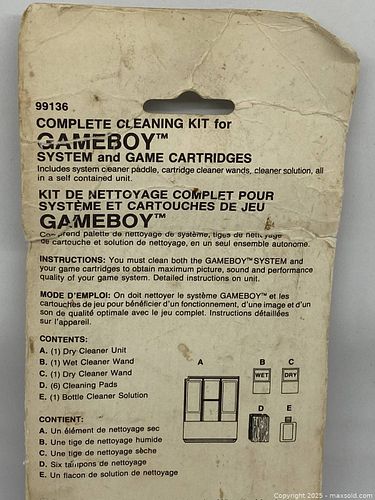 99136
COMPLETE CLEANING KIT for
GAMEBOY™
SYSTEM and GAME CARTRIDGES
Includes system cleaner paddle, cartridge cleaner wands, cleaner solution, all
in a self contained unit.
KIT DE NETTOYAGE COMPLET POUR
SYSTÈME ET CARTOUCHES DE JEU
GAMEBOY™
palette de nettoyage de système, tiges de
de cartouche et solution de nettoyage, en un seul ensemble autonome.
INSTRUCTIONS: You must clean both the GAMEBOY™ SYSTEM and
your game cartridges to obtain maximum picture, sound and performance
quality of your game system. Detailed instructions on unit.
MODE D'EMPLOI: On doit nettoyer le système GAMEBOY™ et les
cartouches de jeu pour bénéficier d'un fonctionnement, d'une image et d'un
son de qualité optimale avec le jeu complet. Instructions détaillées
sur l'appareil.
CONTENTS:
A. (1) Dry Cleaner Unit
B. (1) Wet Cleaner Wand
C. (1) Dry Cleaner Wand
D. (6) Cleaning Pads
E. (1) Bottle Cleaner Solution
CONTIENT:
A. Un élément de nettoyage sec
B. Une tige de nettoyage humide
C. Une tige de nettoyage sèche
D. Six tampons de nettoyage
E. Un flacon de solution de nettoyage
A B C
WET DRY
D E
Copyright 2025 - maxsold.com